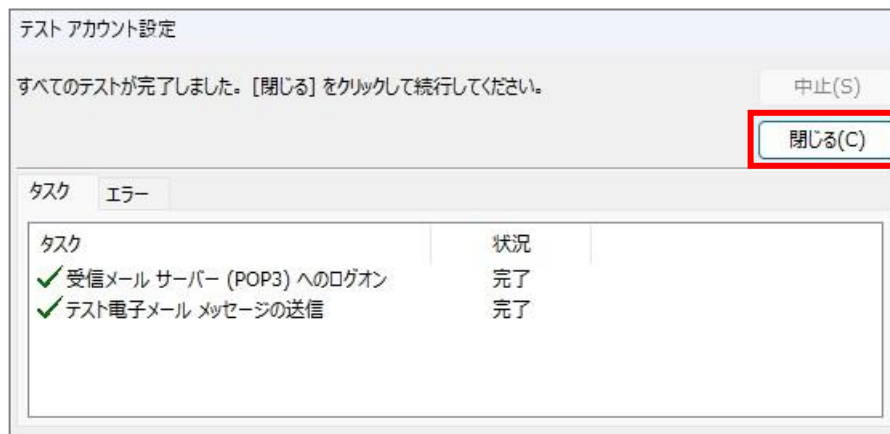 テスト アカウント設定
すべてのテストが完了しました。[閉じる] をクリックして続行してください。
中止(S)
閉じる(C)
タスク エラー
タスク 状況
受信メール サーバー (POP3) へのログオン 完了
テスト電子メール メッセージの送信 完了